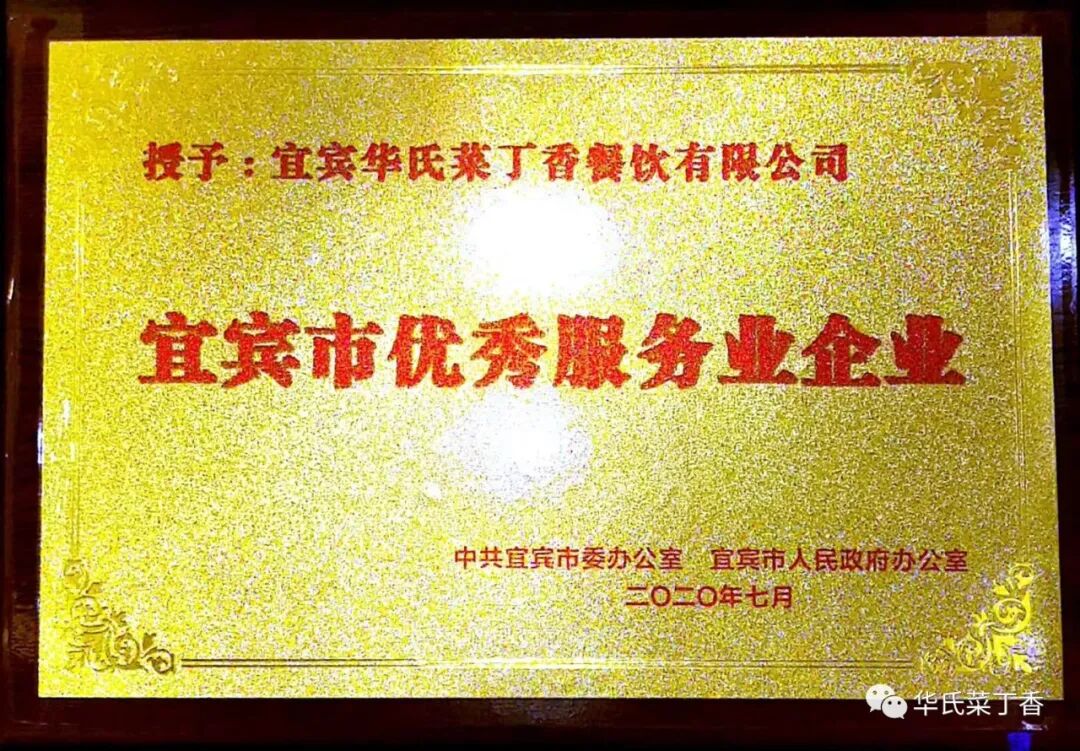 授予：宜宾华氏菜丁香餐饮有限公司
宜宾市优秀服务业企业
中共宜宾市委办公室 宜宾市人民政府办公室
二〇二〇年七月
华氏菜丁香